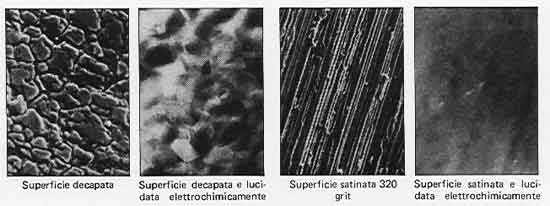 Superficie decapata
Superficie decapata e luci-
data elettrochimicamente
Superficie satinata 320
grit
Superficie satinata e luci-
data elettrochimicamente